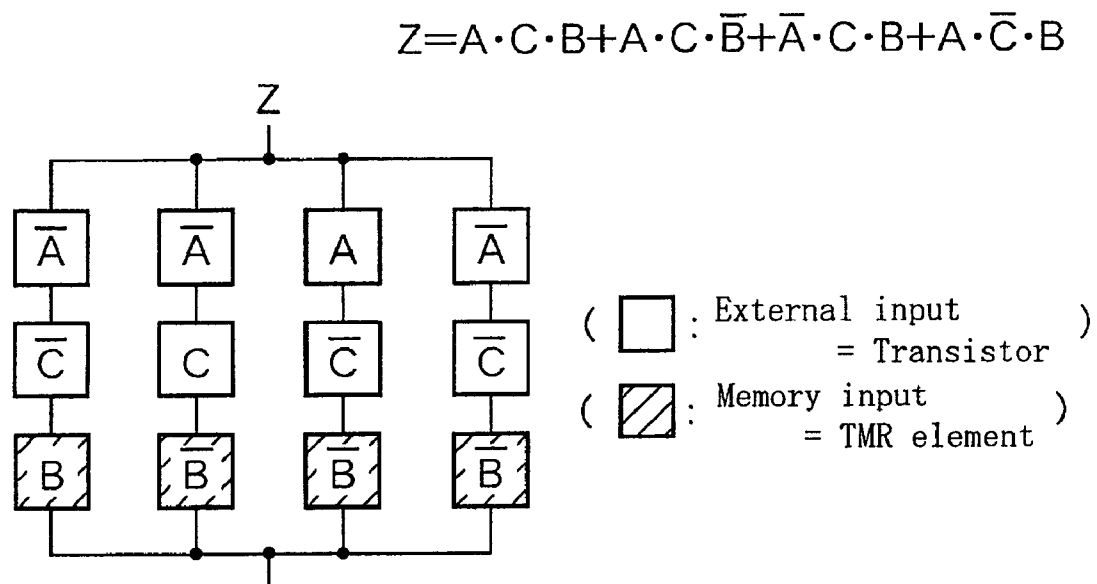 Z=A·C·B+A·C·B̅+A̅·C·B+A·C̅·B
Z
A̅ A̅ A A̅
C̅ C C̅ C̅
B B̅ B̅ B̅
( : External input
= Transistor )
( : Memory input
= TMR element )